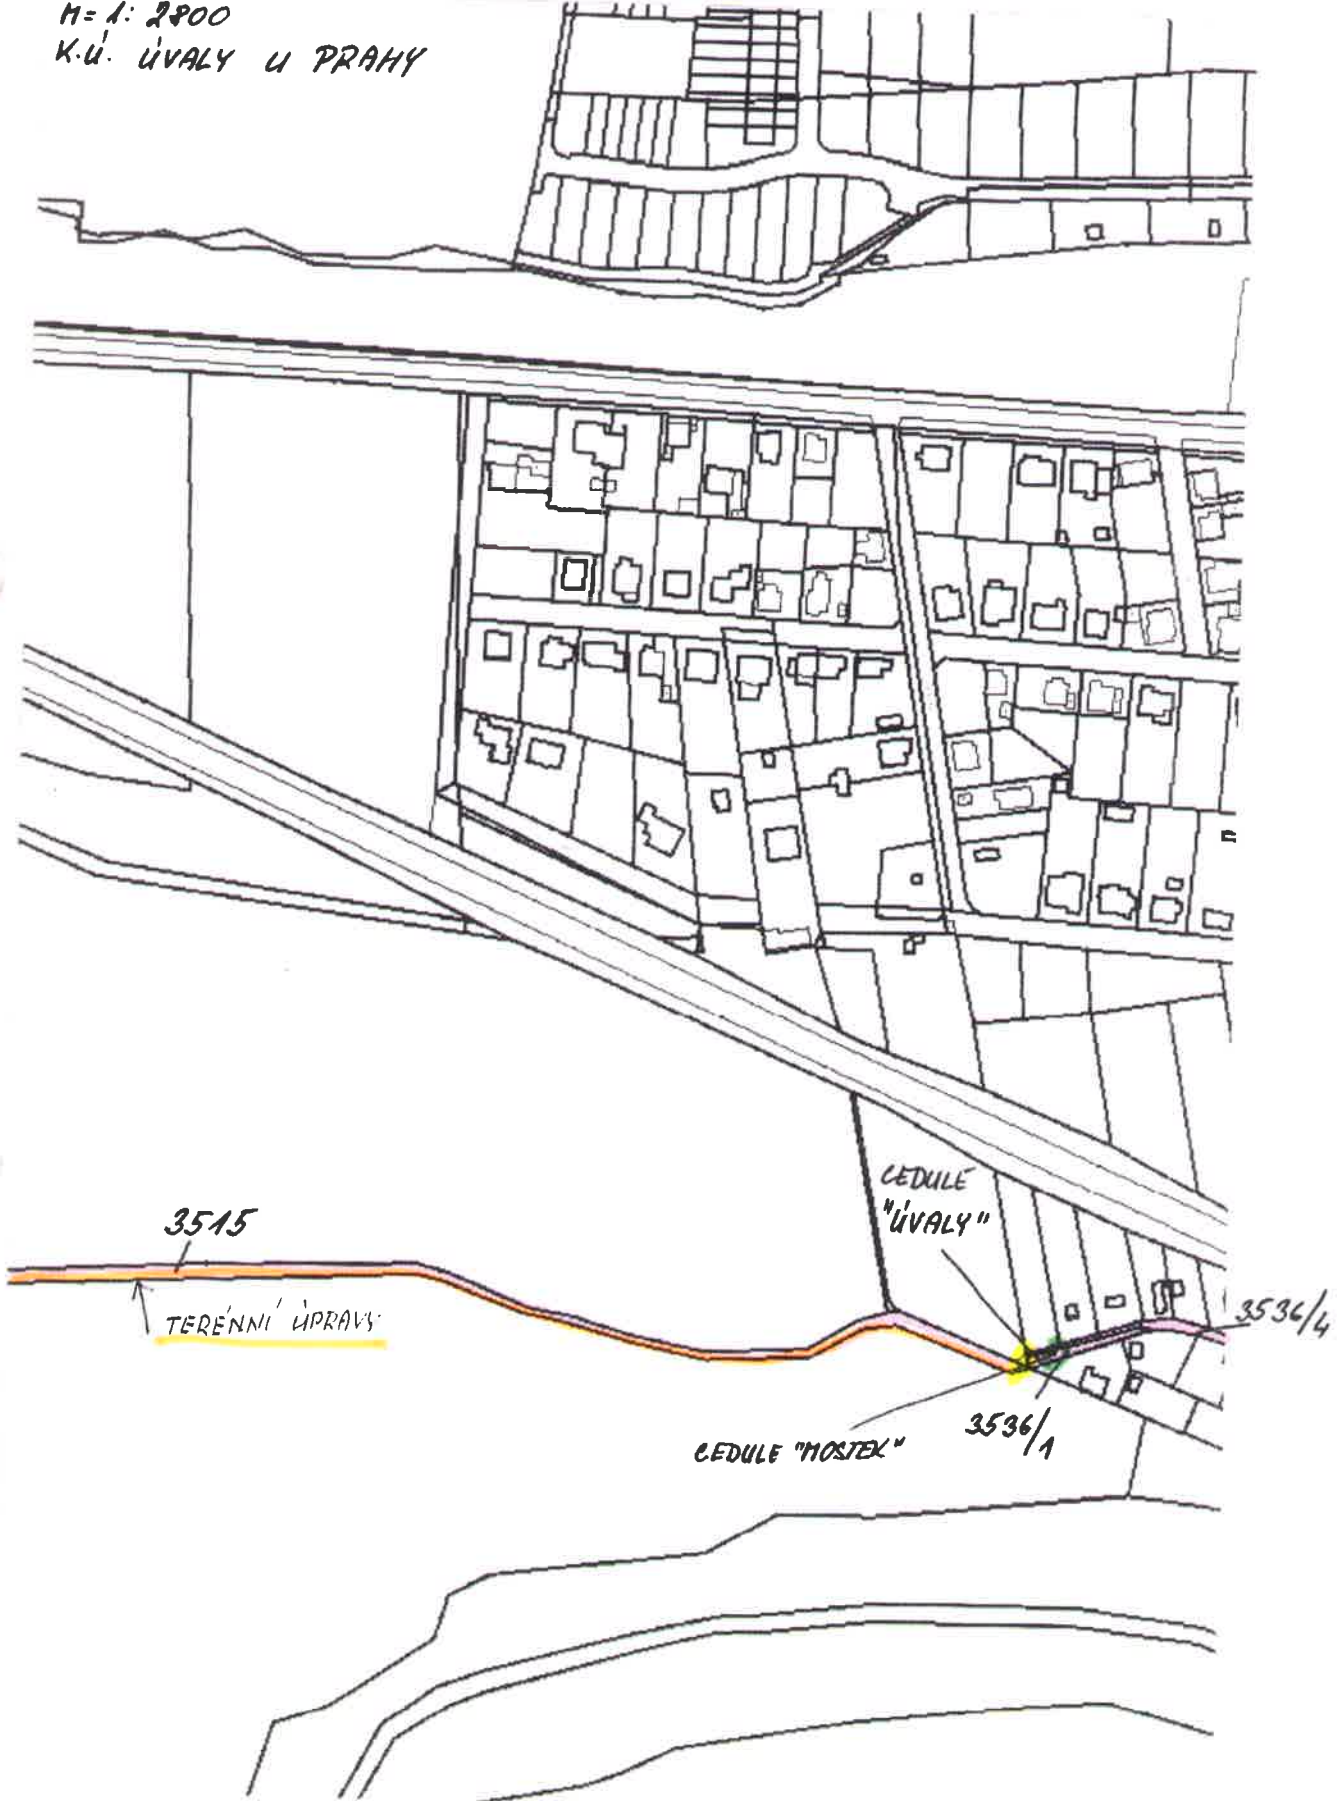 M=1:2800
K.Ú. ÚVALY U PRAHY
CEDULE
"ÚVALY"
3515
TERÉNNÍ ÚPRAVY
3536/4
3536/1
CEDULE "MOSTEK"